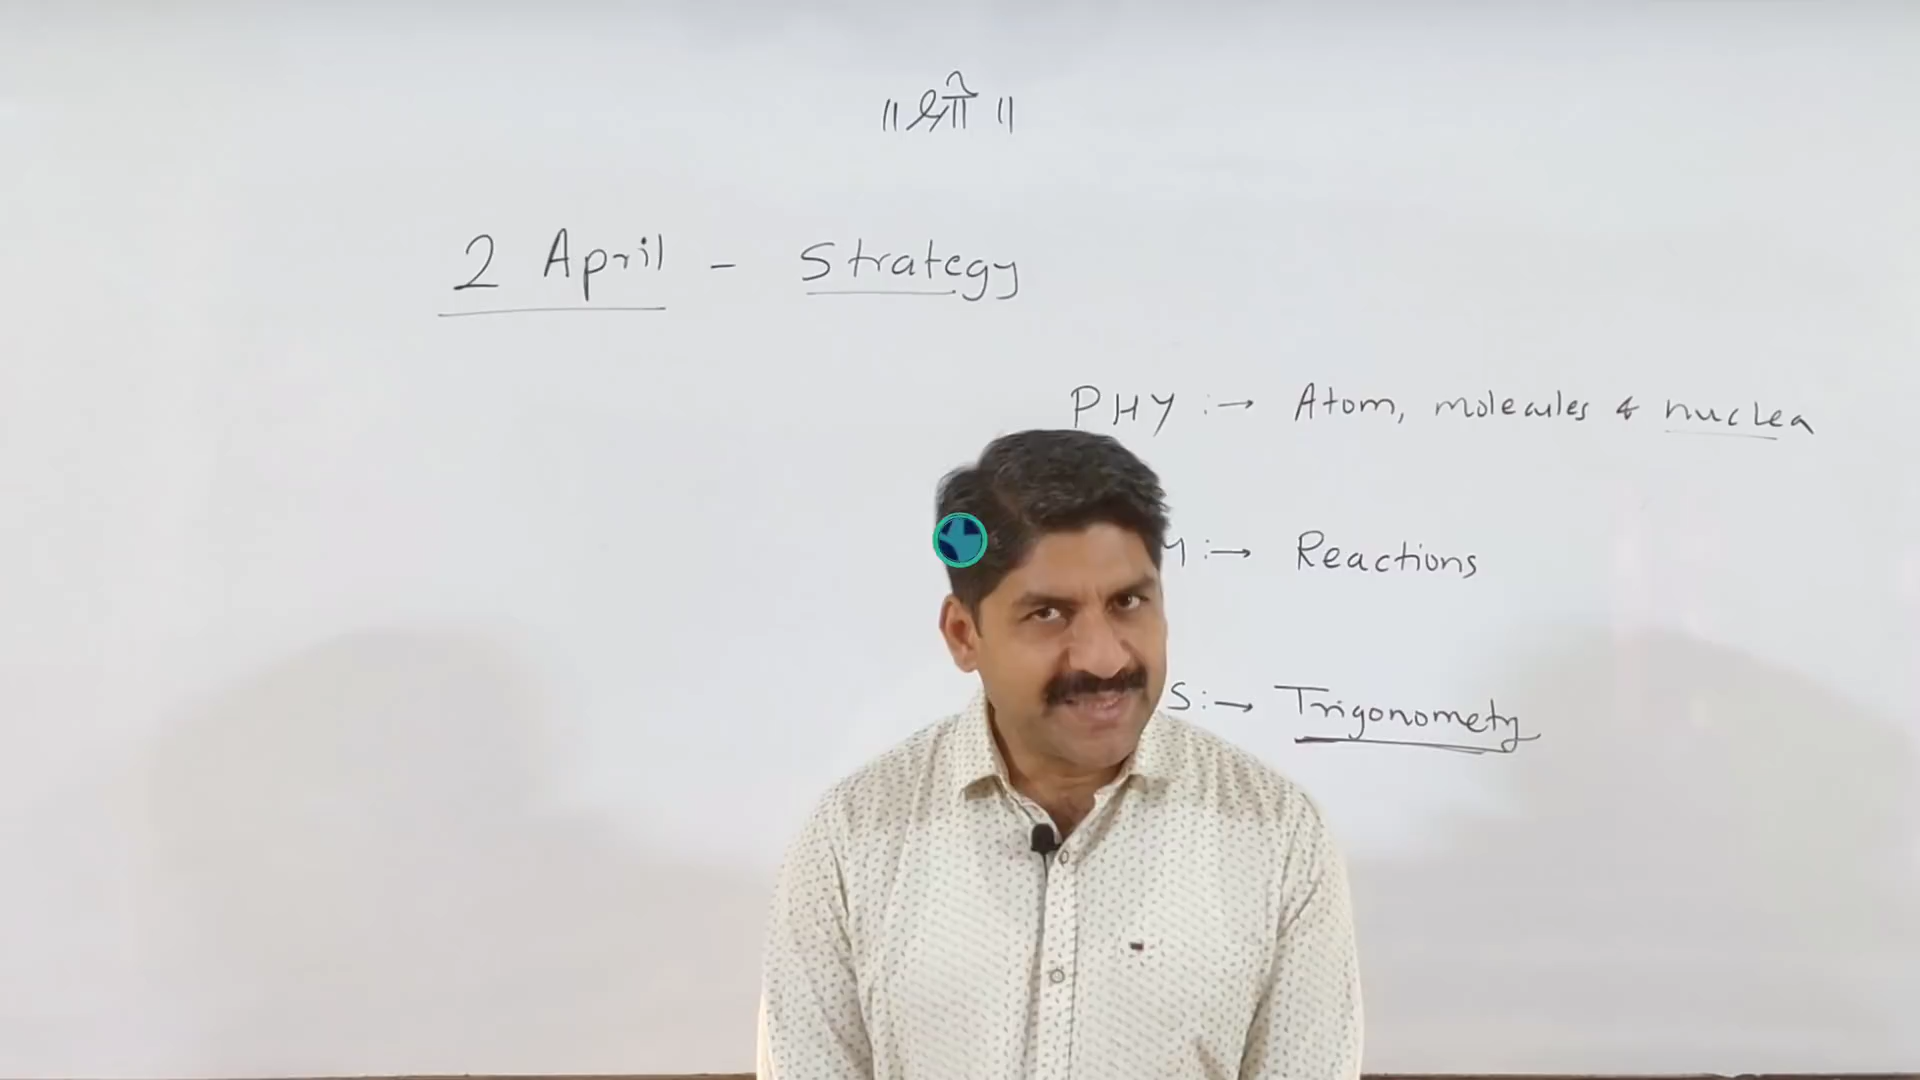 ॥ श्री ॥
2 April - Strategy
PHY :→ Atom, molecules & nuclea
:→ Reactions
S :→ Trigonomety